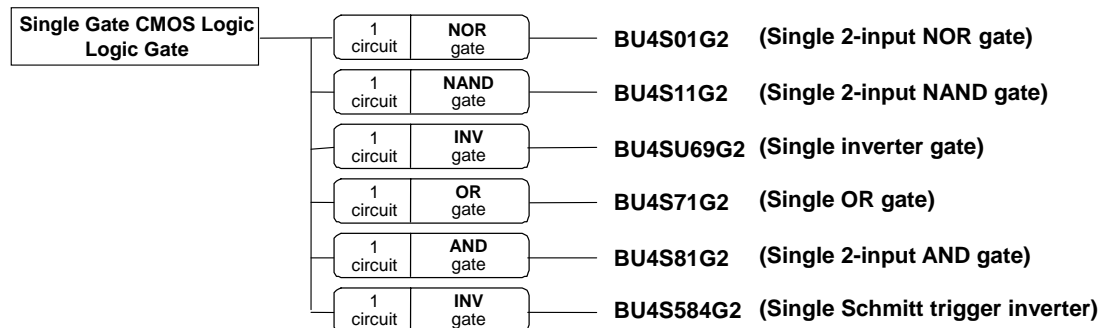 Single Gate CMOS Logic
Logic Gate
1
circuit
NOR
gate
BU4S01G2
(Single 2-input NOR gate)
1
circuit
NAND
gate
BU4S11G2
(Single 2-input NAND gate)
1
circuit
INV
gate
BU4SU69G2
(Single inverter gate)
1
circuit
OR
gate
BU4S71G2
(Single OR gate)
1
circuit
AND
gate
BU4S81G2
(Single 2-input AND gate)
1
circuit
INV
gate
BU4S584G2
(Single Schmitt trigger inverter)